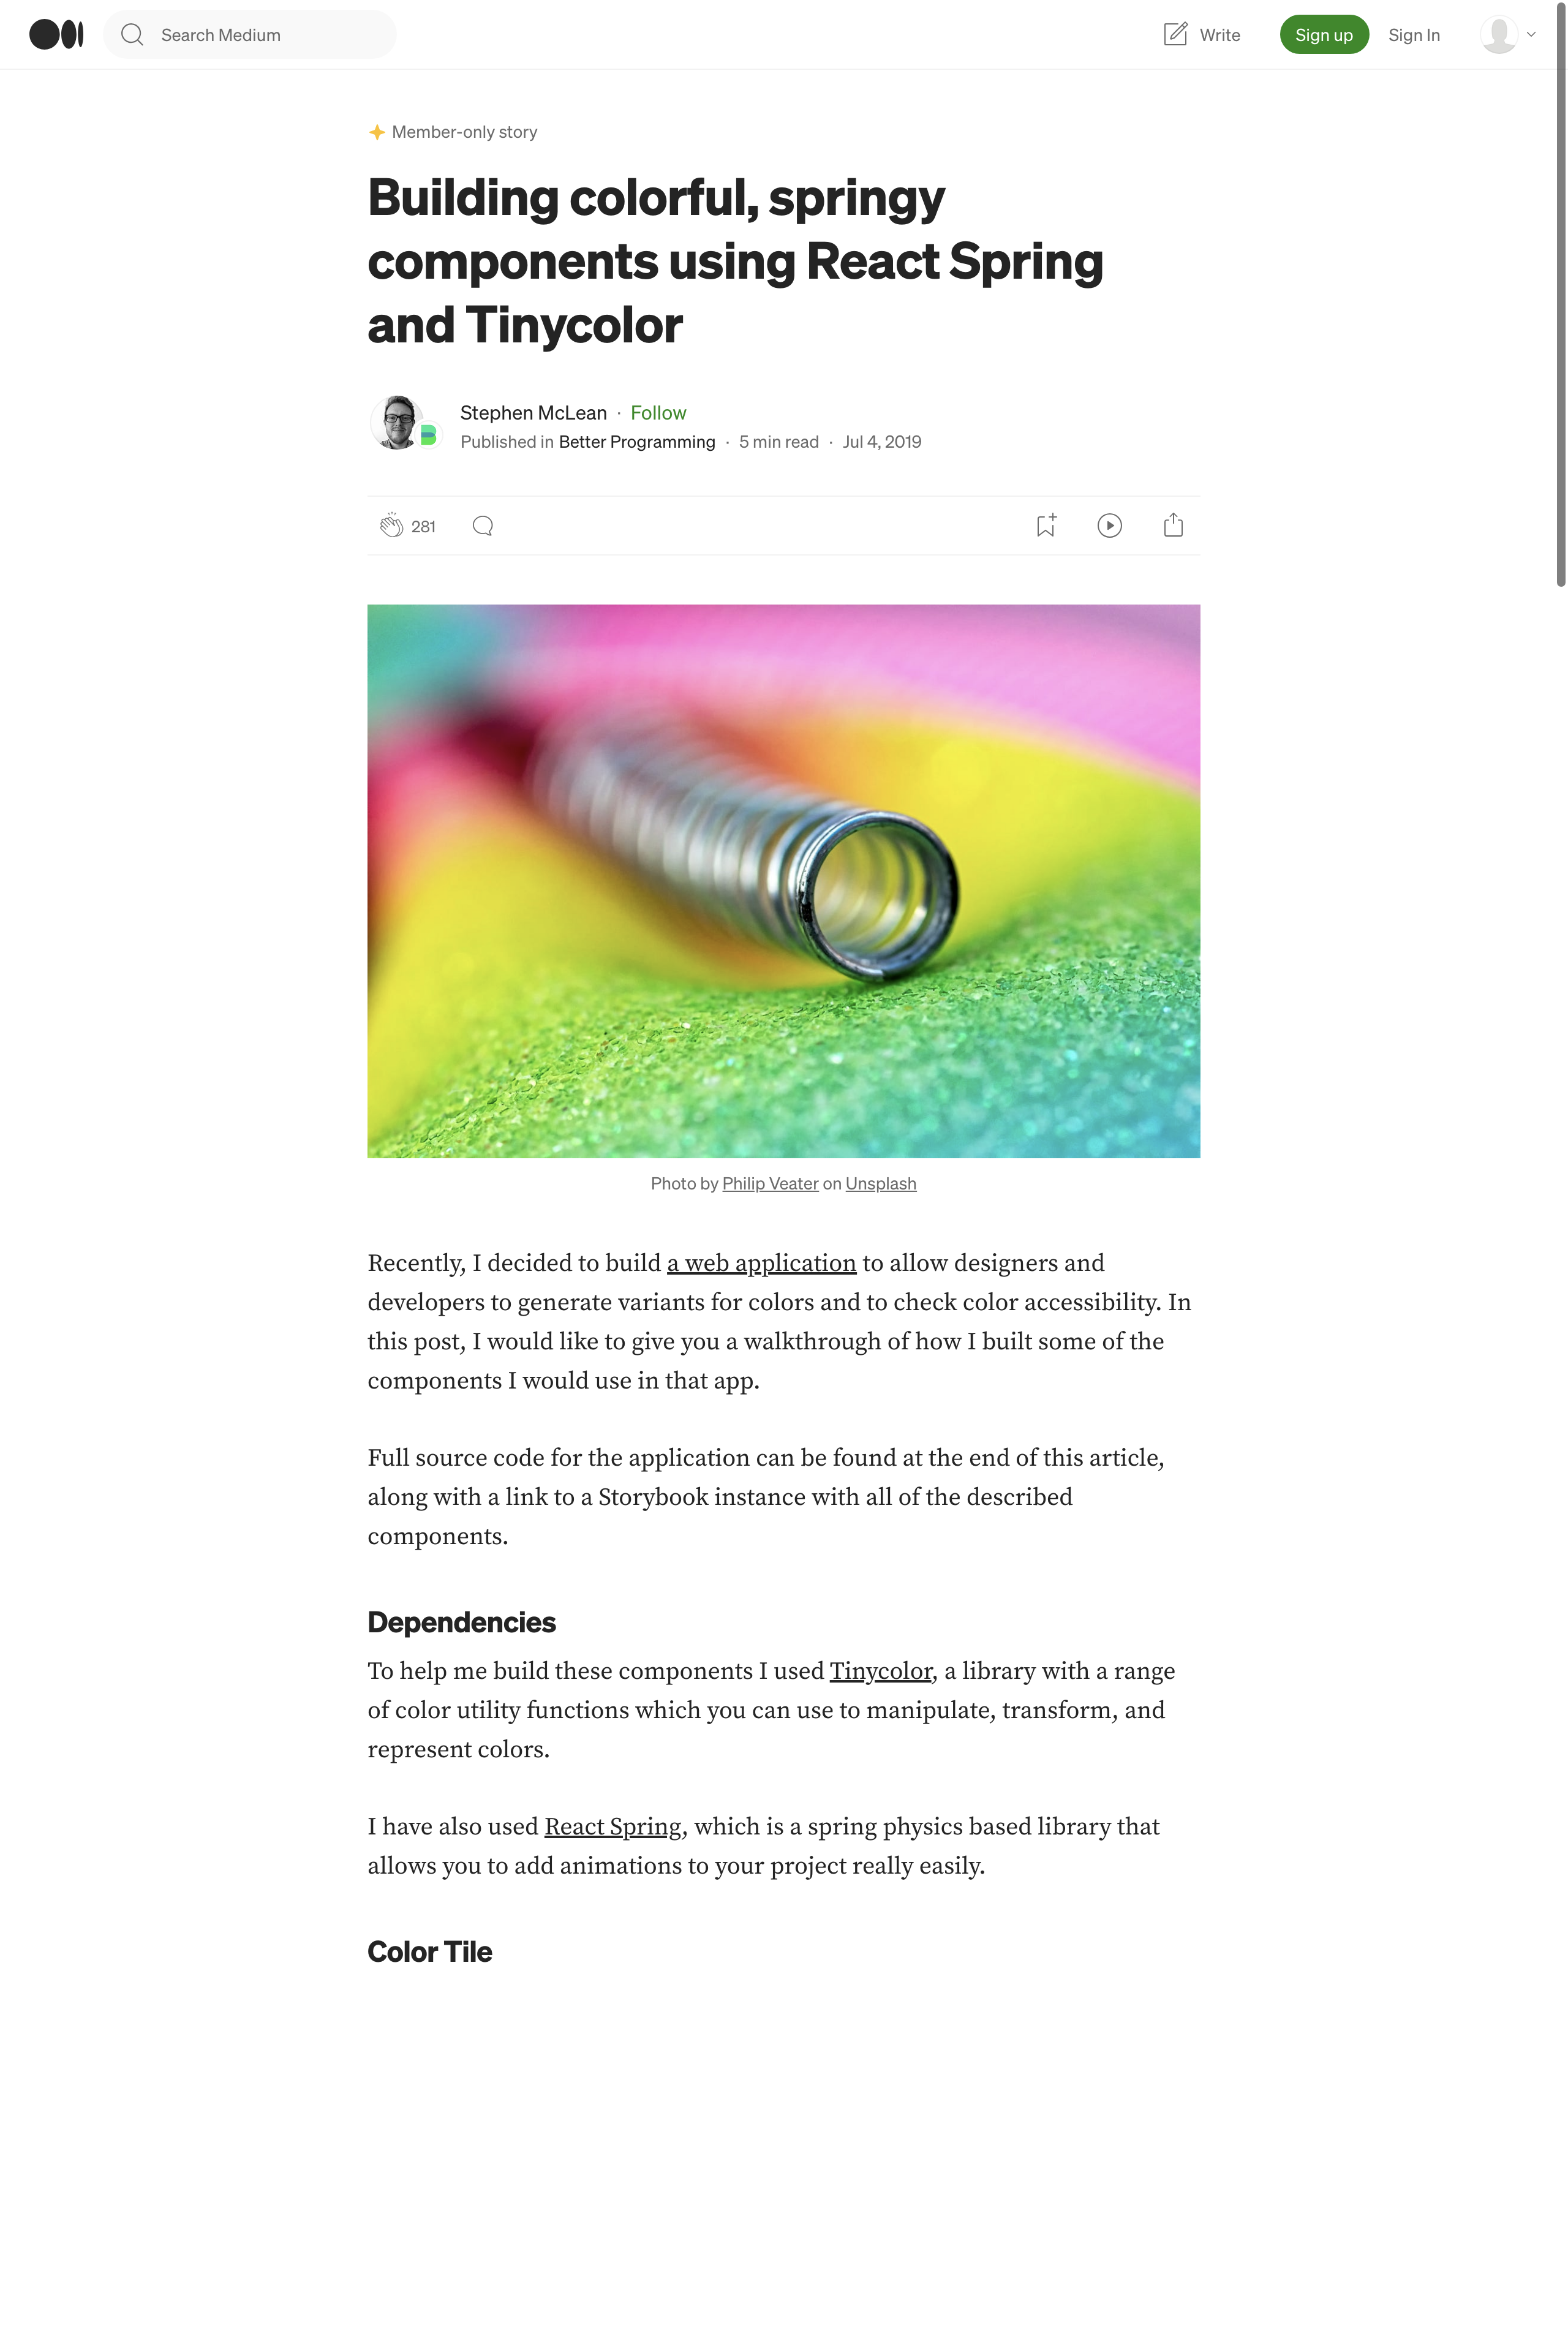 Search Medium
Write
Sign up
Sign In
Member-only story
Building colorful, springy
components using React Spring
and Tinycolor
Stephen McLean · Follow
Published in Better Programming · 5 min read · Jul 4, 2019
281
Photo by Philip Veater on Unsplash
Recently, I decided to build a web application to allow designers and
developers to generate variants for colors and to check color accessibility. In
this post, I would like to give you a walkthrough of how I built some of the
components I would use in that app.
Full source code for the application can be found at the end of this article,
along with a link to a Storybook instance with all of the described
components.
Dependencies
To help me build these components I used Tinycolor, a library with a range
of color utility functions which you can use to manipulate, transform, and
represent colors.
I have also used React Spring, which is a spring physics based library that
allows you to add animations to your project really easily.
Color Tile